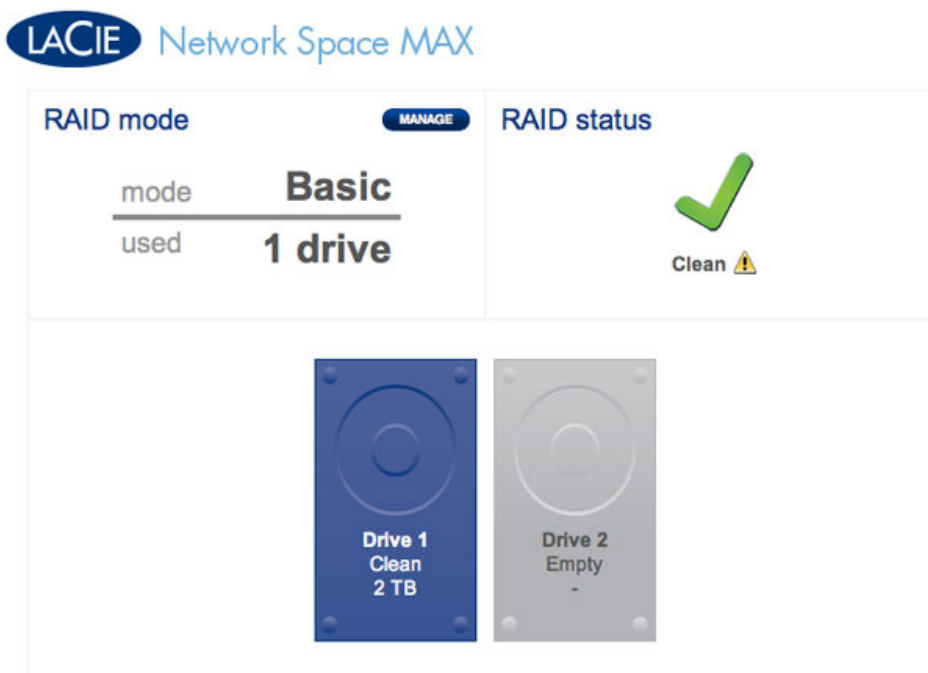 LACIE Network Space MAX
RAID mode
MANAGE
mode Basic
used 1 drive
RAID status
Clean
Drive 1
Clean
2 TB
Drive 2
Empty
-